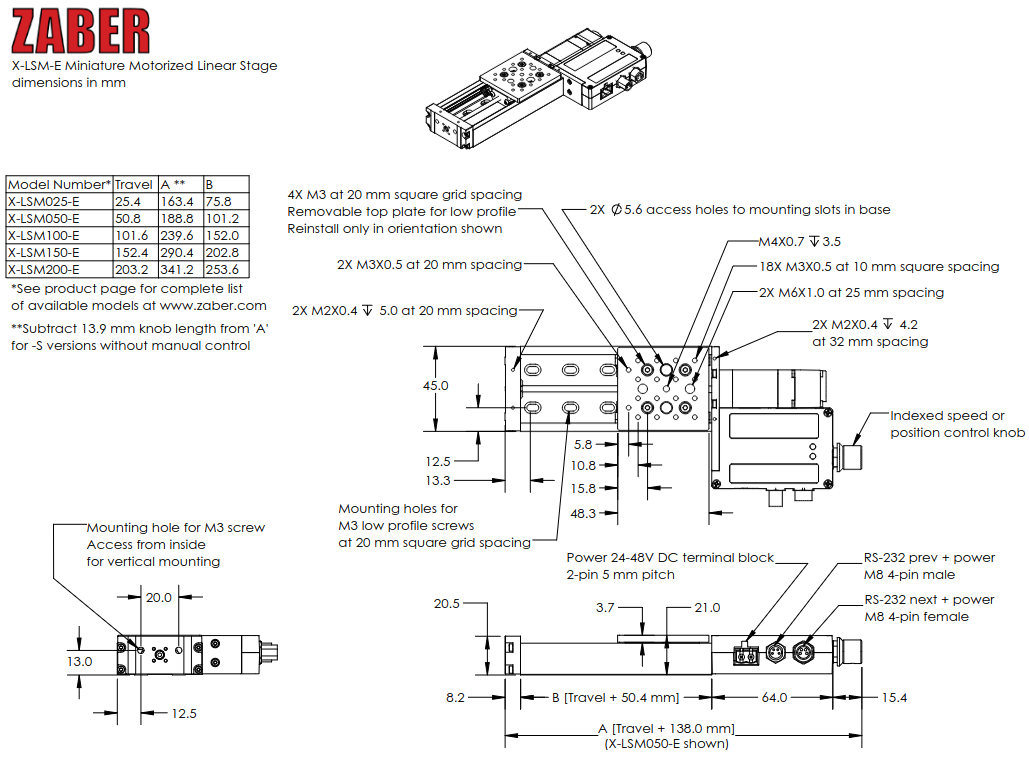 ZABER
X-LSM-E Miniature Motorized Linear Stage
dimensions in mm
Model Number* Travel A ** B
X-LSM025-E 25.4 163.4 75.8
X-LSM050-E 50.8 188.8 101.2
X-LSM100-E 101.6 239.6 152.0
X-LSM150-E 152.4 290.4 202.8
X-LSM200-E 203.2 341.2 253.6
*See product page for complete list
of available models at www.zaber.com
**Subtract 13.9 mm knob length from 'A'
for -S versions without manual control
4X M3 at 20 mm square grid spacing
Removable top plate for low profile
Reinstall only in orientation shown
2X M3X0.5 at 20 mm spacing
2X M2X0.4 ↧ 5.0 at 20 mm spacing
2X ∅5.6 access holes to mounting slots in base
M4X0.7 ↧ 3.5
18X M3X0.5 at 10 mm square spacing
2X M6X1.0 at 25 mm spacing
2X M2X0.4 ↧ 4.2
at 32 mm spacing
45.0
12.5
13.3
5.8
10.8
15.8
48.3
Indexed speed or
position control knob
Mounting holes for
M3 low profile screws
at 20 mm square grid spacing
Mounting hole for M3 screw
Access from inside
for vertical mounting
20.0
13.0
12.5
Power 24-48V DC terminal block
2-pin 5 mm pitch
RS-232 prev + power
M8 4-pin male
RS-232 next + power
M8 4-pin female
20.5
3.7
21.0
8.2
B [Travel + 50.4 mm]
64.0
15.4
A [Travel + 138.0 mm]
(X-LSM050-E shown)